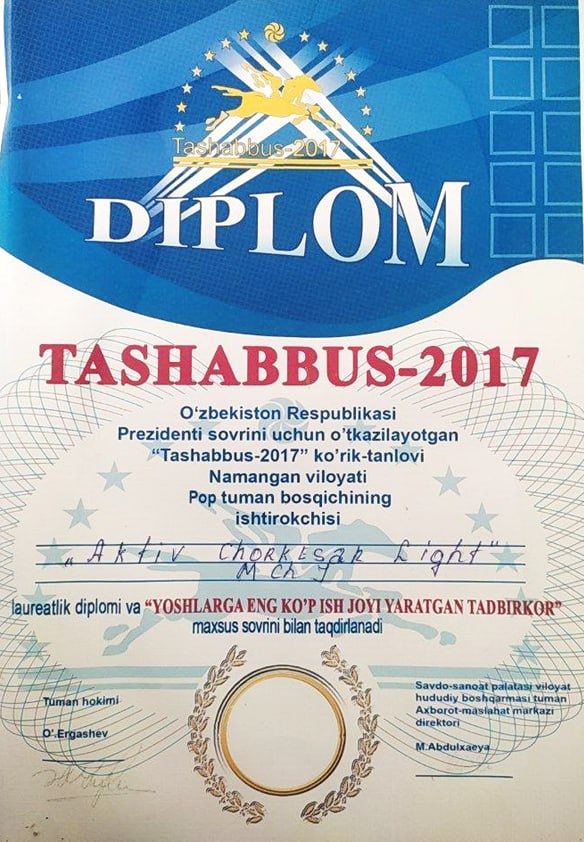 Tashabbus-2017
DIPLOM
TASHABBUS-2017
O‘zbekiston Respublikasi
Prezidenti sovrini uchun o’tkazilayotgan
“Tashabbus-2017” ko’rik-tanlovi
Namangan viloyati
Pop tuman bosqichining
ishtirokchisi
„Aktiv Chorkesar Light“
MChJ
laureatlik diplomi va “YOSHLARGA ENG KO’P ISH JOYI YARATGAN TADBIRKOR”
maxsus sovrini bilan taqdirlanadi
Tuman hokimi
O’.Ergashev
Savdo-sanoat palatasi viloyat
hududiy boshqarmasi tuman
Axborot-maslahat markazi
direktori
M.Abdulxaeya